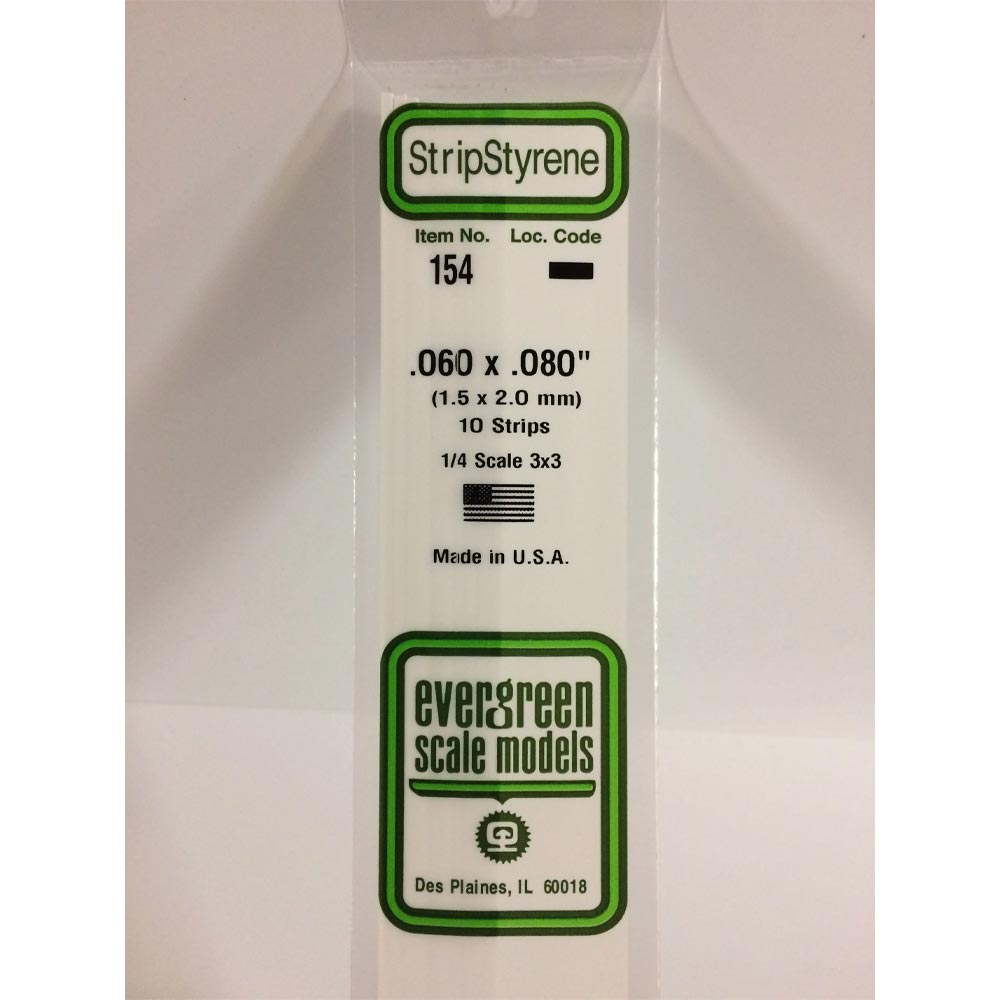 StripStyrene
Item No. Loc. Code
154
.060 x .080"
(1.5 x 2.0 mm)
10 Strips
1/4 Scale 3x3
Made in U.S.A.
evergreen
scale models
Des Plaines, IL 60018